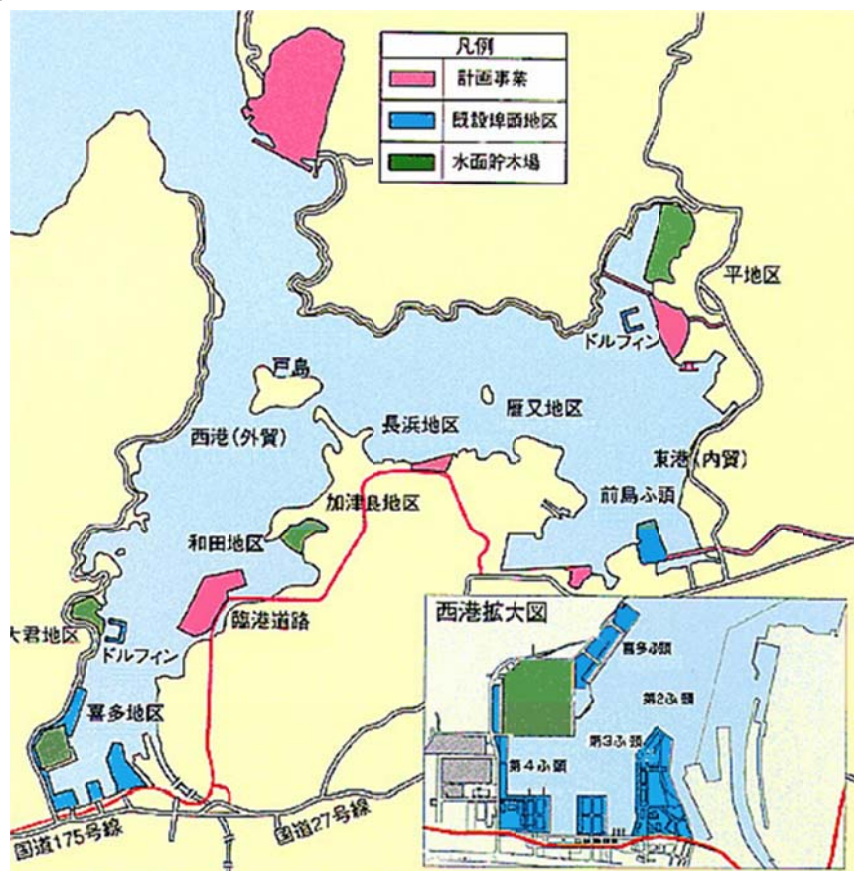 凡例
計画事業
既設埠頭地区
水面貯木場
平地区
ドルフィン
戸島
雁又地区
長浜地区
西港(外貿)
東港(内貿)
前島ふ頭
加津良地区
和田地区
臨港道路
西港拡大図
大君地区
ドルフィン
喜多ふ頭
第2ふ頭
喜多地区
第3ふ頭
第4ふ頭
国道175号線
国道27号線